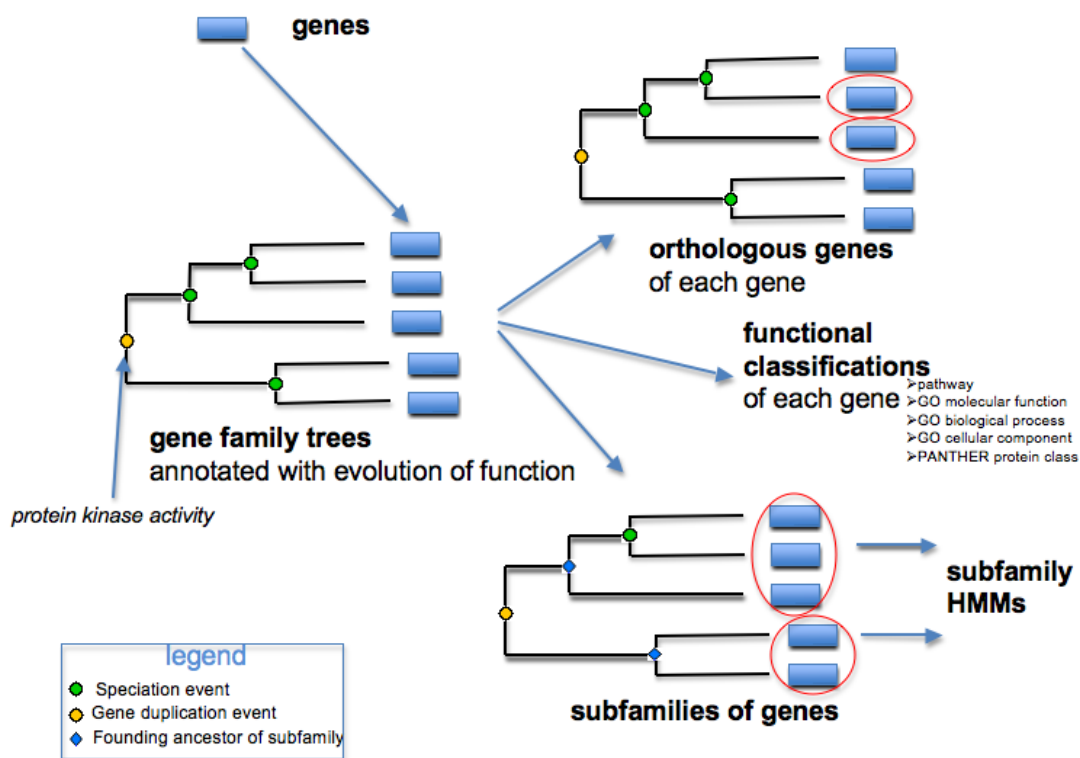 genes
orthologous genes
of each gene
functional
classifications
of each gene
➢pathway
➢GO molecular function
➢GO biological process
➢GO cellular component
➢PANTHER protein class
gene family trees
annotated with evolution of function
protein kinase activity
subfamily
HMMs
subfamilies of genes
legend
Speciation event
Gene duplication event
Founding ancestor of subfamily